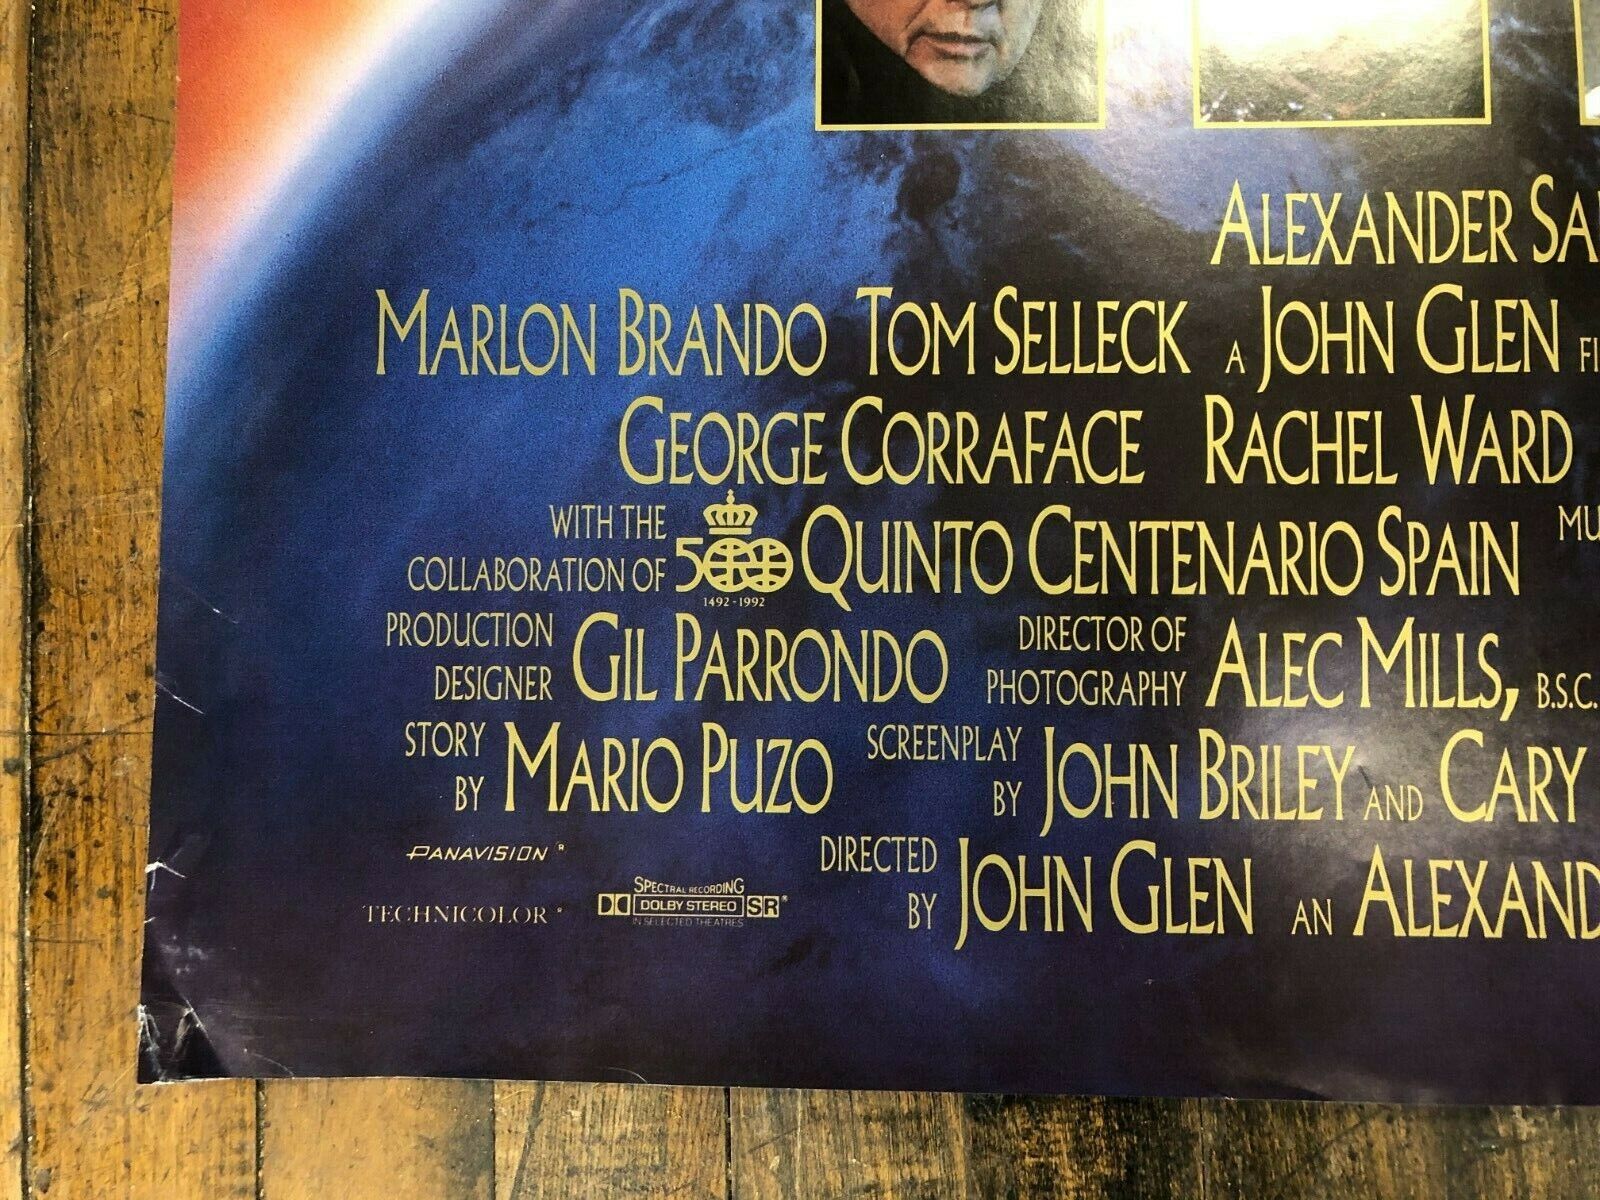 ALEXANDER SA
MARLON BRANDO TOM SELLECK A JOHN GLEN FI
GEORGE CORRAFACE RACHEL WARD
WITH THE
COLLABORATION OF 500 QUINTO CENTENARIO SPAIN MU
1492-1992
PRODUCTION
DESIGNER GIL PARRONDO DIRECTOR OF
PHOTOGRAPHY ALEC MILLS, B.S.C.
STORY
BY MARIO PUZO SCREENPLAY
BY JOHN BRILEY AND CARY
PANAVISION ®
DIRECTED
BY JOHN GLEN AN ALEXAND
TECHNICOLOR ®
SPECTRAL RECORDING
DOLBY STEREO SR®
IN SELECTED THEATRES